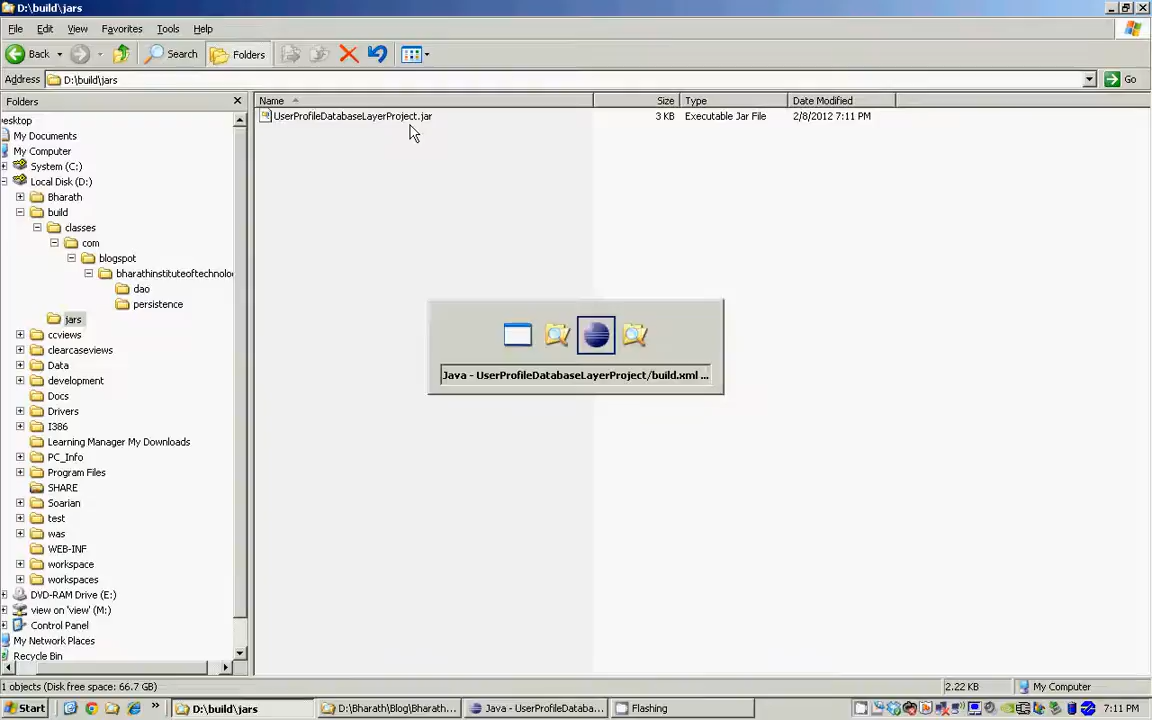 D:\build\jars
File Edit View Favorites Tools Help
Back Search Folders
Address D:\build\jars Go
Folders Name Size Type Date Modified
esktop
UserProfileDatabaseLayerProject.jar 3 KB Executable Jar File 2/8/2012 7:11 PM
My Documents
My Computer
System (C:)
Local Disk (D:)
Bharath
build
classes
com
blogspot
bharathinstituteoftechnolo
dao
persistence
jars
ccviews
clearcaseviews
Data
development
Docs
Drivers
I386
Learning Manager My Downloads
PC_Info
Program Files
SHARE
Soarian
test
was
WEB-INF
workspace
workspaces
DVD-RAM Drive (E:)
view on 'view' (M:)
Control Panel
My Network Places
Recycle Bin
Java - UserProfileDatabaseLayerProject/build.xml ...
1 objects (Disk free space: 66.7 GB) 2.22 KB My Computer
Start D:\build\jars D:\Bharath\Blog\Bharath... Java - UserProfileDataba... Flashing 7:11 PM